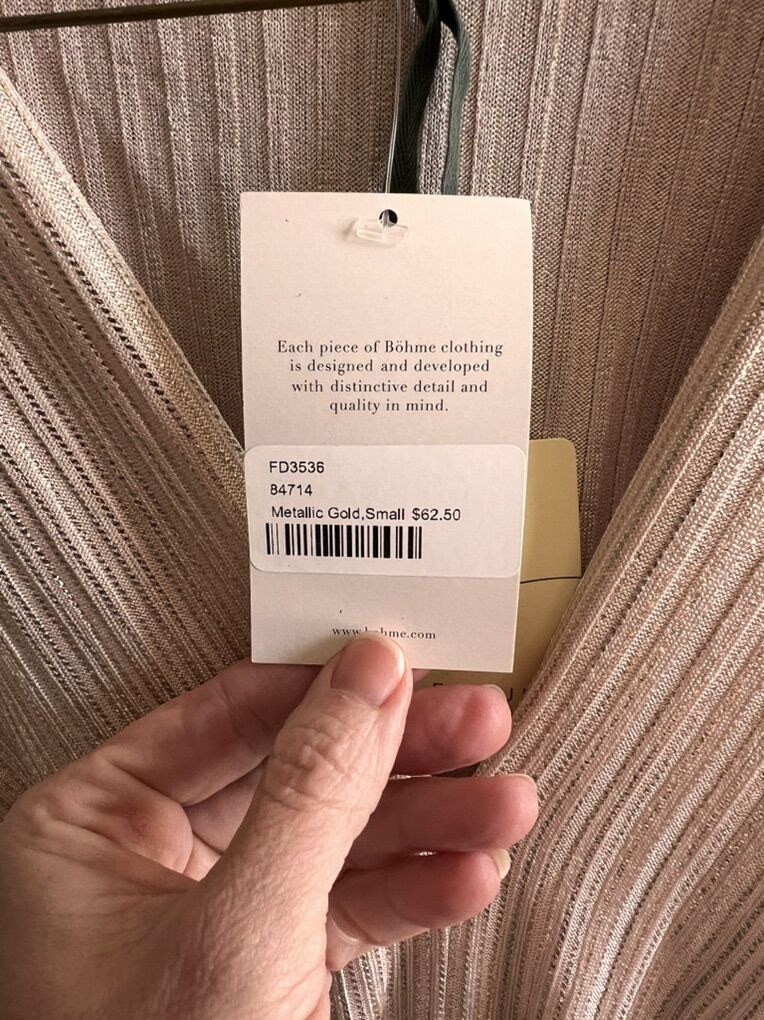 Each piece of Böhme clothing
is designed and developed
with distinctive detail and
quality in mind.
FD3536
84714
Metallic Gold,Small $62.50